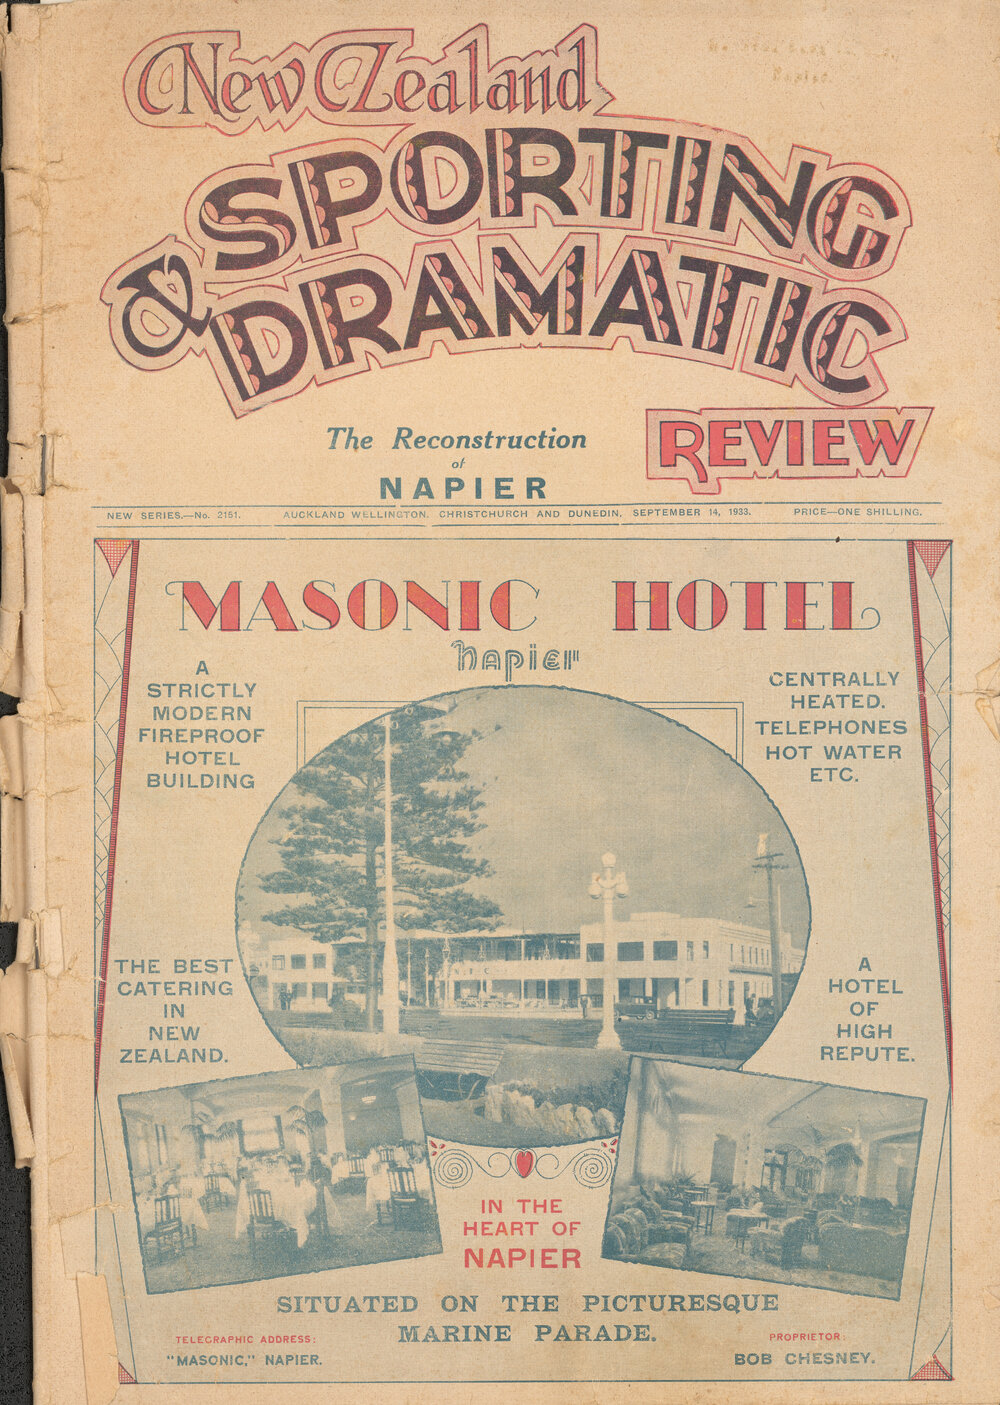 New Zealand
SPORTING
& DRAMATIC
REVIEW
The Reconstruction
of
NAPIER
NEW SERIES.—No. 2151. AUCKLAND WELLINGTON. CHRISTCHURCH AND DUNEDIN, SEPTEMBER 14, 1933. PRICE—ONE SHILLING.
MASONIC HOTEL
Napier
A
STRICTLY
MODERN
FIREPROOF
HOTEL
BUILDING
CENTRALLY
HEATED.
TELEPHONES
HOT WATER
ETC.
THE BEST
CATERING
IN
NEW
ZEALAND.
A
HOTEL
OF
HIGH
REPUTE.
IN THE
HEART OF
NAPIER
SITUATED ON THE PICTURESQUE
MARINE PARADE.
TELEGRAPHIC ADDRESS:
"MASONIC," NAPIER.
PROPRIETOR:
BOB CHESNEY.